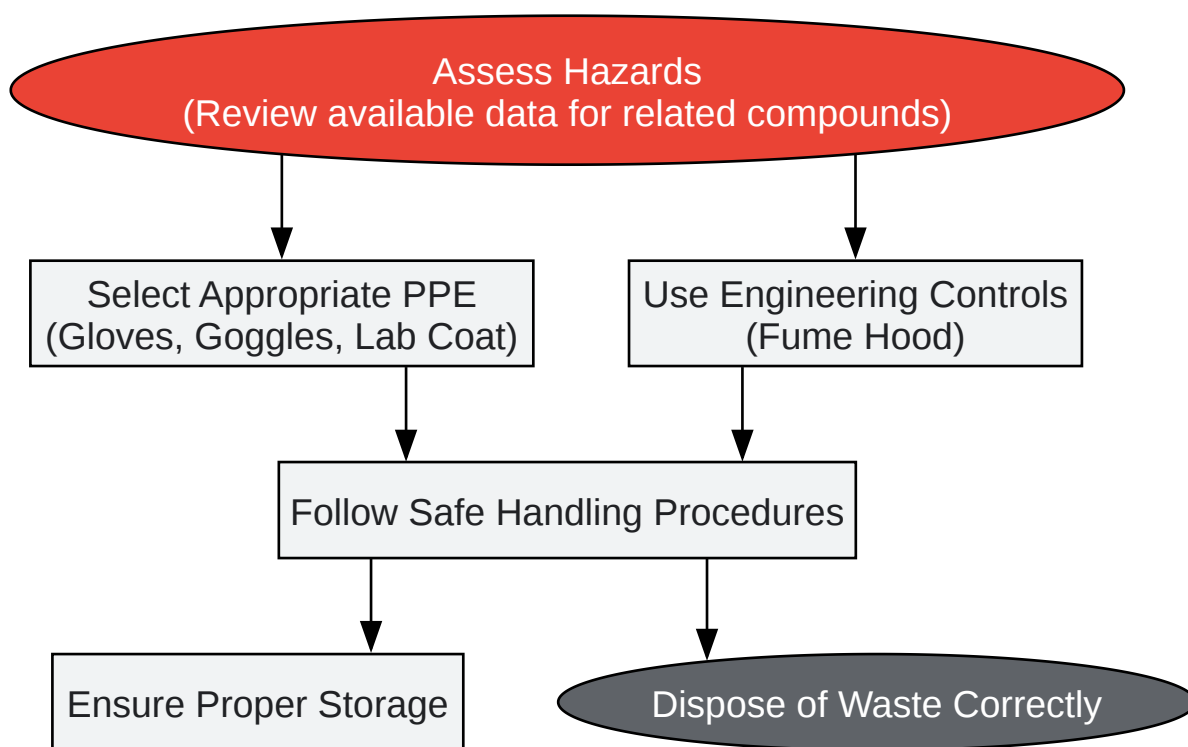 Assess Hazards
(Review available data for related compounds)
Select Appropriate PPE
(Gloves, Goggles, Lab Coat)
Use Engineering Controls
(Fume Hood)
Follow Safe Handling Procedures
Ensure Proper Storage
Dispose of Waste Correctly